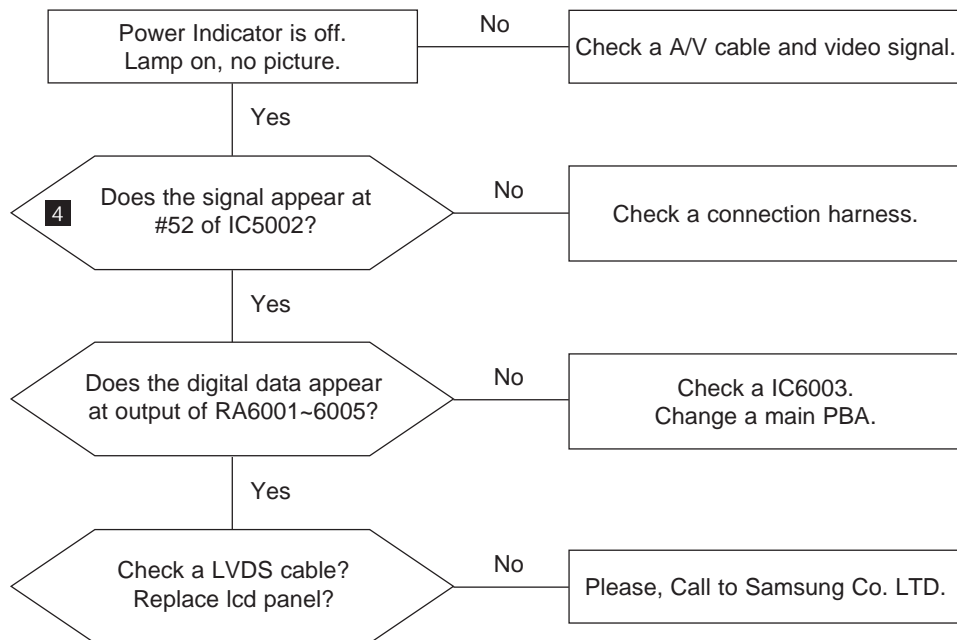 Power Indicator is off.
Lamp on, no picture.
No
Check a A/V cable and video signal.
Yes
4
Does the signal appear at
#52 of IC5002?
No
Check a connection harness.
Yes
Does the digital data appear
at output of RA6001~6005?
No
Check a IC6003.
Change a main PBA.
Yes
Check a LVDS cable?
Replace lcd panel?
No
Please, Call to Samsung Co. LTD.